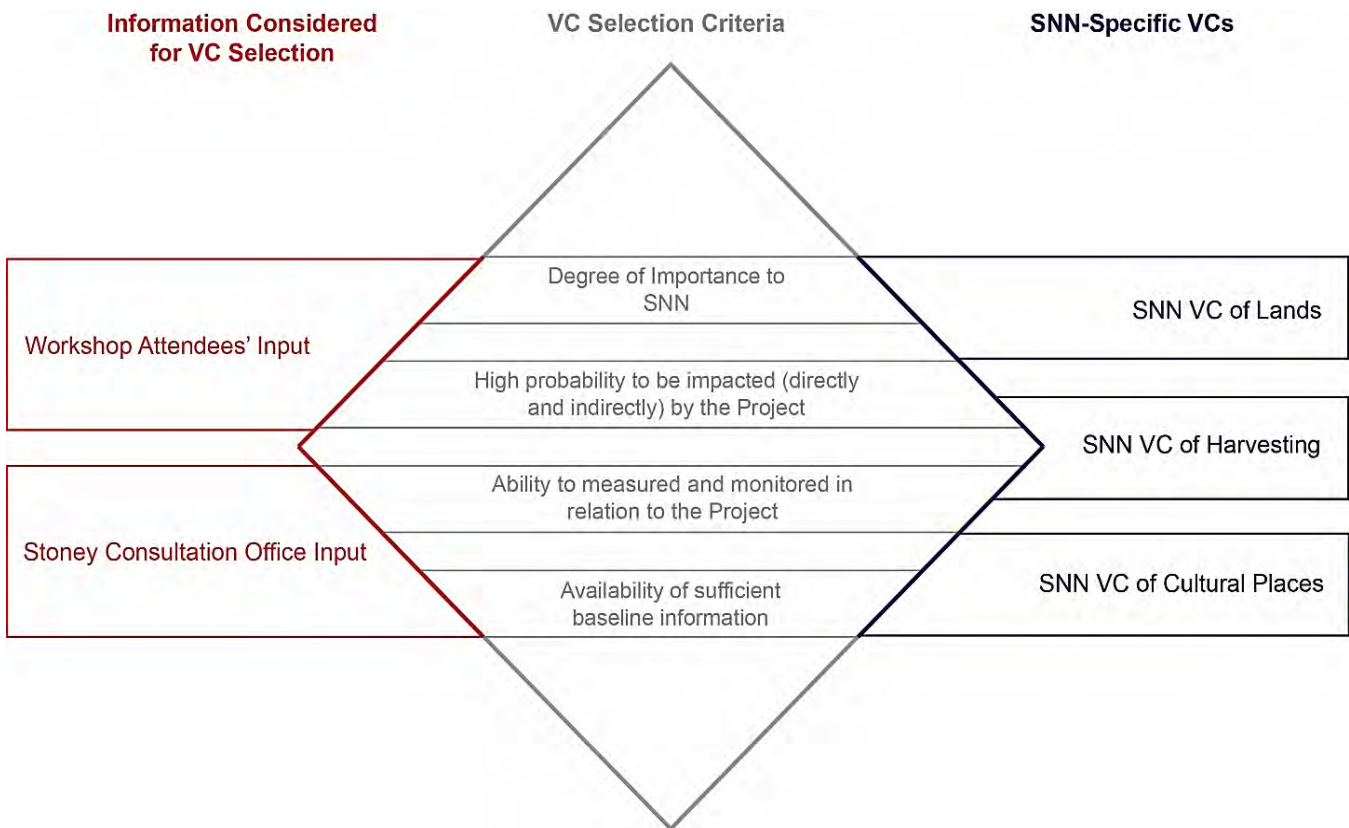 Information Considered
for VC Selection
VC Selection Criteria
SNN-Specific VCs
Workshop Attendees' Input
Stoney Consultation Office Input
Degree of Importance to
SNN
High probability to be impacted (directly
and indirectly) by the Project
Ability to measured and monitored in
relation to the Project
Availability of sufficient
baseline information
SNN VC of Lands
SNN VC of Harvesting
SNN VC of Cultural Places